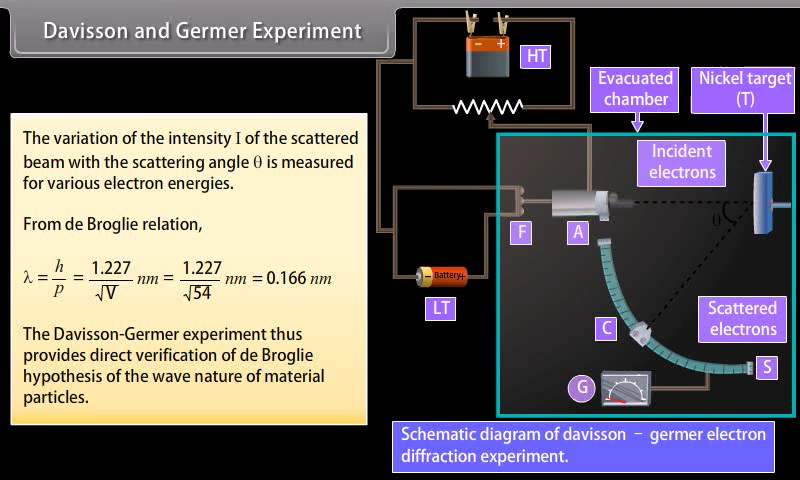 Davisson and Germer Experiment
The variation of the intensity I of the scattered
beam with the scattering angle θ is measured
for various electron energies.
From de Broglie relation,
λ = h/p = 1.227/√V nm = 1.227/√54 nm = 0.166 nm
The Davisson-Germer experiment thus
provides direct verification of de Broglie
hypothesis of the wave nature of material
particles.
- +
HT
Evacuated
chamber
Nickel target
(T)
Incident
electrons
F
A
θ
- Battery+
LT
C
Scattered
electrons
S
G
Schematic diagram of davisson – germer electron
diffraction experiment.